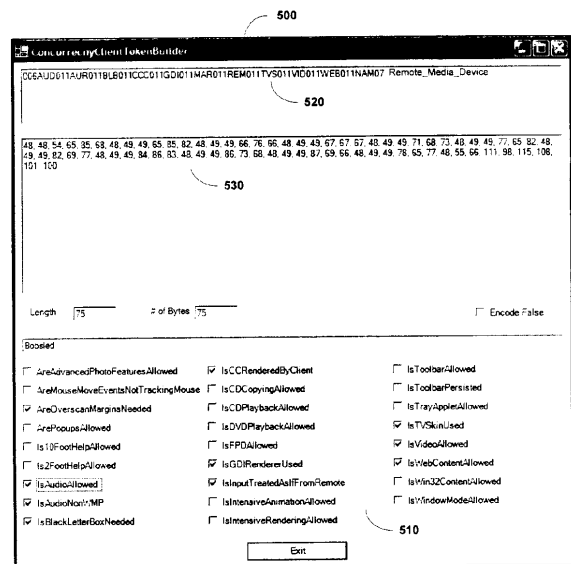 500
ConcurrecnyClientTokenBuilder
006AUD011AUR011BLB011CCC011GDI011MAR011REM011TVS011VID011WEB011NAM07 Remote_Media_Device
520
48, 48, 54, 65, 85, 68, 48, 49, 49, 65, 85, 82, 48, 49, 49, 66, 76, 66, 48, 49, 49, 67, 67, 67, 48, 49, 49, 71, 68, 73, 48, 49, 49, 77, 65, 82, 48,
49, 49, 82, 69, 77, 48, 49, 49, 84, 86, 83, 48, 49, 49, 86, 73, 68, 48, 49, 49, 87, 69, 66, 48, 49, 49, 78, 65, 77, 48, 55, 66, 111, 98, 115, 108,
101, 100
530
Length 75 # of Bytes 75 Encode False
AreAdvancedPhotoFeaturesAllowed IsCCRenderedByClient IsToolbarAllowed
AreMouseMoveEventsNotTrackingMouse IsCDCopyingAllowed IsToolbarPersisted
AreOverscanMarginsNeeded IsCDPlaybackAllowed IsTrayAppletAllowed
ArePopupsAllowed IsDVDPlaybackAllowed IsTVSkinUsed
Is10FootHelpAllowed IsFPDAllowed IsVideoAllowed
Is2FootHelpAllowed IsGDIRendererUsed IsWebContentAllowed
IsAudioAllowed IsInputTreatedAsIfFromRemote IsWin32ContentAllowed
IsAudioNonWMP IsIntensiveAnimationAllowed IsWindowModeAllowed
IsBlackLetterBoxNeeded IsIntensiveRenderingAllowed
510
Exit